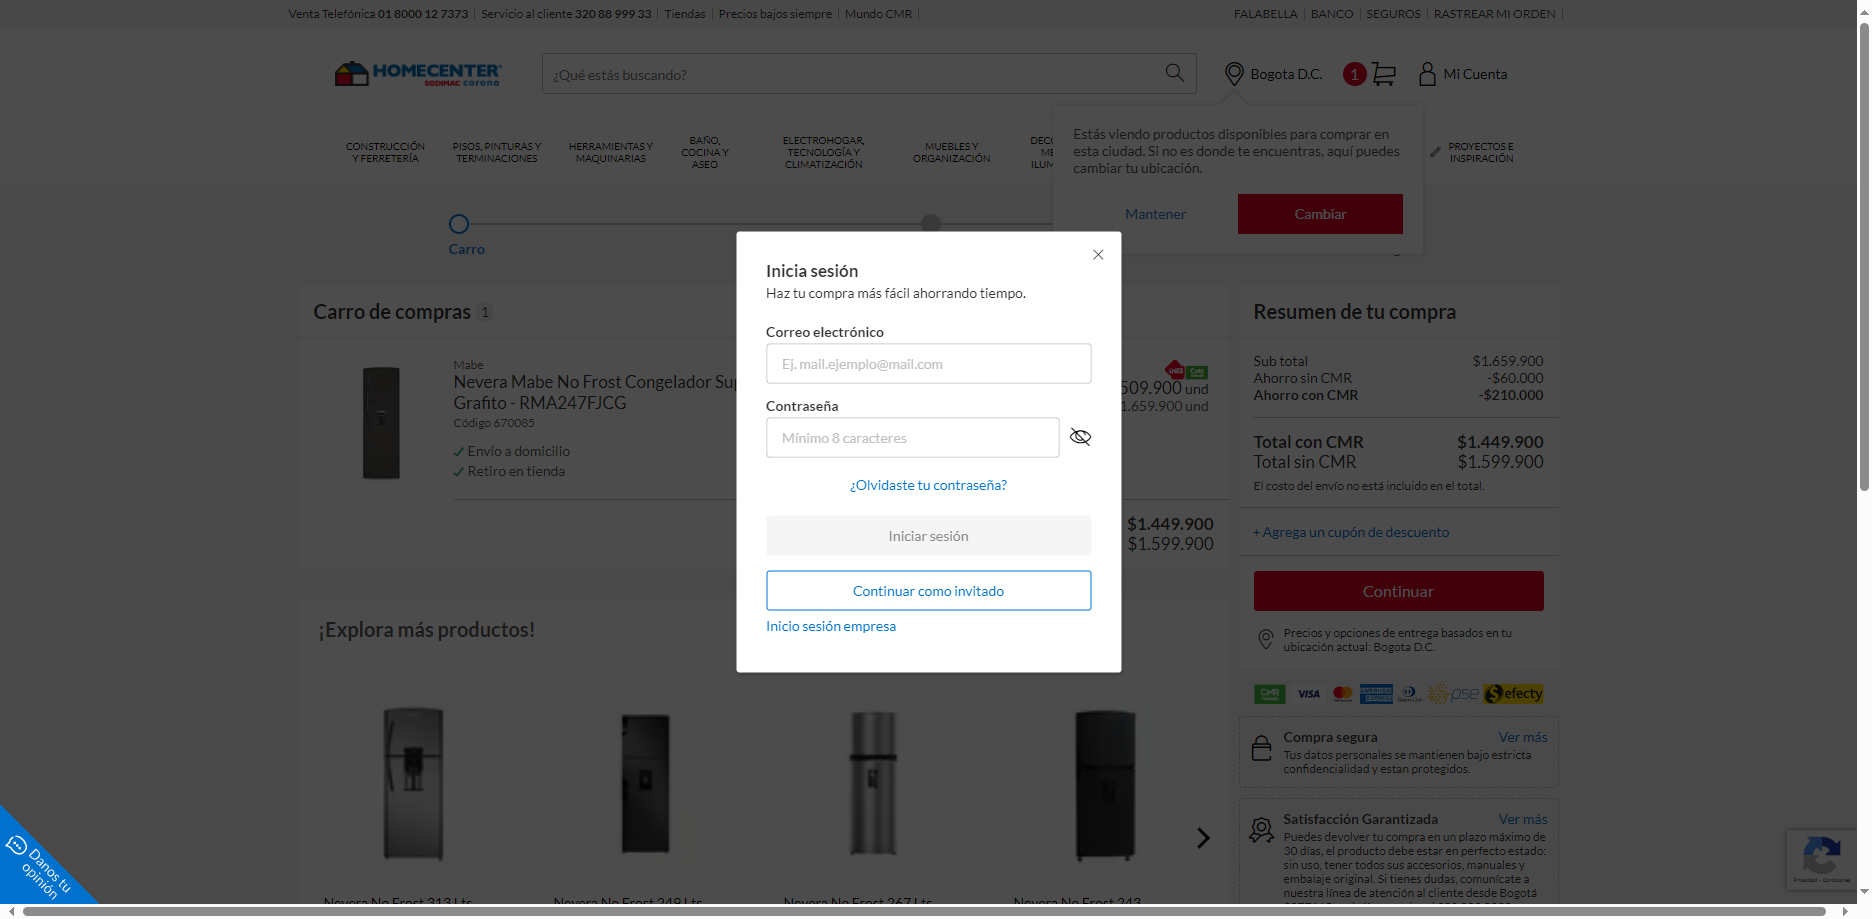 Venta Telefónica 01 8000 12 7373
Servicio al cliente 320 88 999 33
Tiendas
Precios bajos siempre
Mundo CMR
FALABELLA
BANCO
SEGUROS
RASTREAR MI ORDEN
HOMECENTER
SODIMAC corona
¿Qué estás buscando?
Bogota D.C.
1
Mi Cuenta
CONSTRUCCIÓN
Y FERRETERÍA
PISOS, PINTURAS Y
TERMINACIONES
HERRAMIENTAS Y
MAQUINARIAS
BAÑO,
COCINA Y
ASEO
ELECTROHOGAR,
TECNOLOGÍA Y
CLIMATIZACIÓN
MUEBLES Y
ORGANIZACIÓN
PROYECTOS E
INSPIRACIÓN
Estás viendo productos disponibles para comprar en
esta ciudad. Si no es donde te encuentras, aquí puedes
cambiar tu ubicación.
Mantener
Cambiar
Carro
Inicia sesión
Haz tu compra más fácil ahorrando tiempo.
Correo electrónico
Ej. mail.ejemplo@mail.com
Contraseña
Mínimo 8 caracteres
¿Olvidaste tu contraseña?
Iniciar sesión
Continuar como invitado
Inicio sesión empresa
Carro de compras 1
Mabe
Nevera Mabe No Frost Congelador Su
Grafito - RMA247FJCG
Código 670085
Envío a domicilio
Retiro en tienda
509.900 und
1.659.900 und
$1.449.900
$1.599.900
Resumen de tu compra
Sub total $1.659.900
Ahorro sin CMR -$60.000
Ahorro con CMR -$210.000
Total con CMR $1.449.900
Total sin CMR $1.599.900
El costo del envío no está incluido en el total.
+ Agrega un cupón de descuento
Continuar
Precios y opciones de entrega basados en tu
ubicación actual: Bogota D.C.
CMR
VISA
AMERICAN EXPRESS
pse
efecty
Compra segura Ver más
Tus datos personales se mantienen bajo estricta
confidencialidad y estan protegidos.
Satisfacción Garantizada Ver más
Puedes devolver tu compra en un plazo máximo de
30 días, el producto debe estar en perfecto estado:
sin uso, tener todos sus accesorios, manuales y
embalaje original. Si tienes dudas, comunícate a
nuestra línea de atención al cliente desde Bogotá
¡Explora más productos!
Nevera No Frost 313 Lts
Nevera No Frost 249 Lts
Nevera No Frost 267 Lts
Nevera No Frost 243
Danos tu
opinión